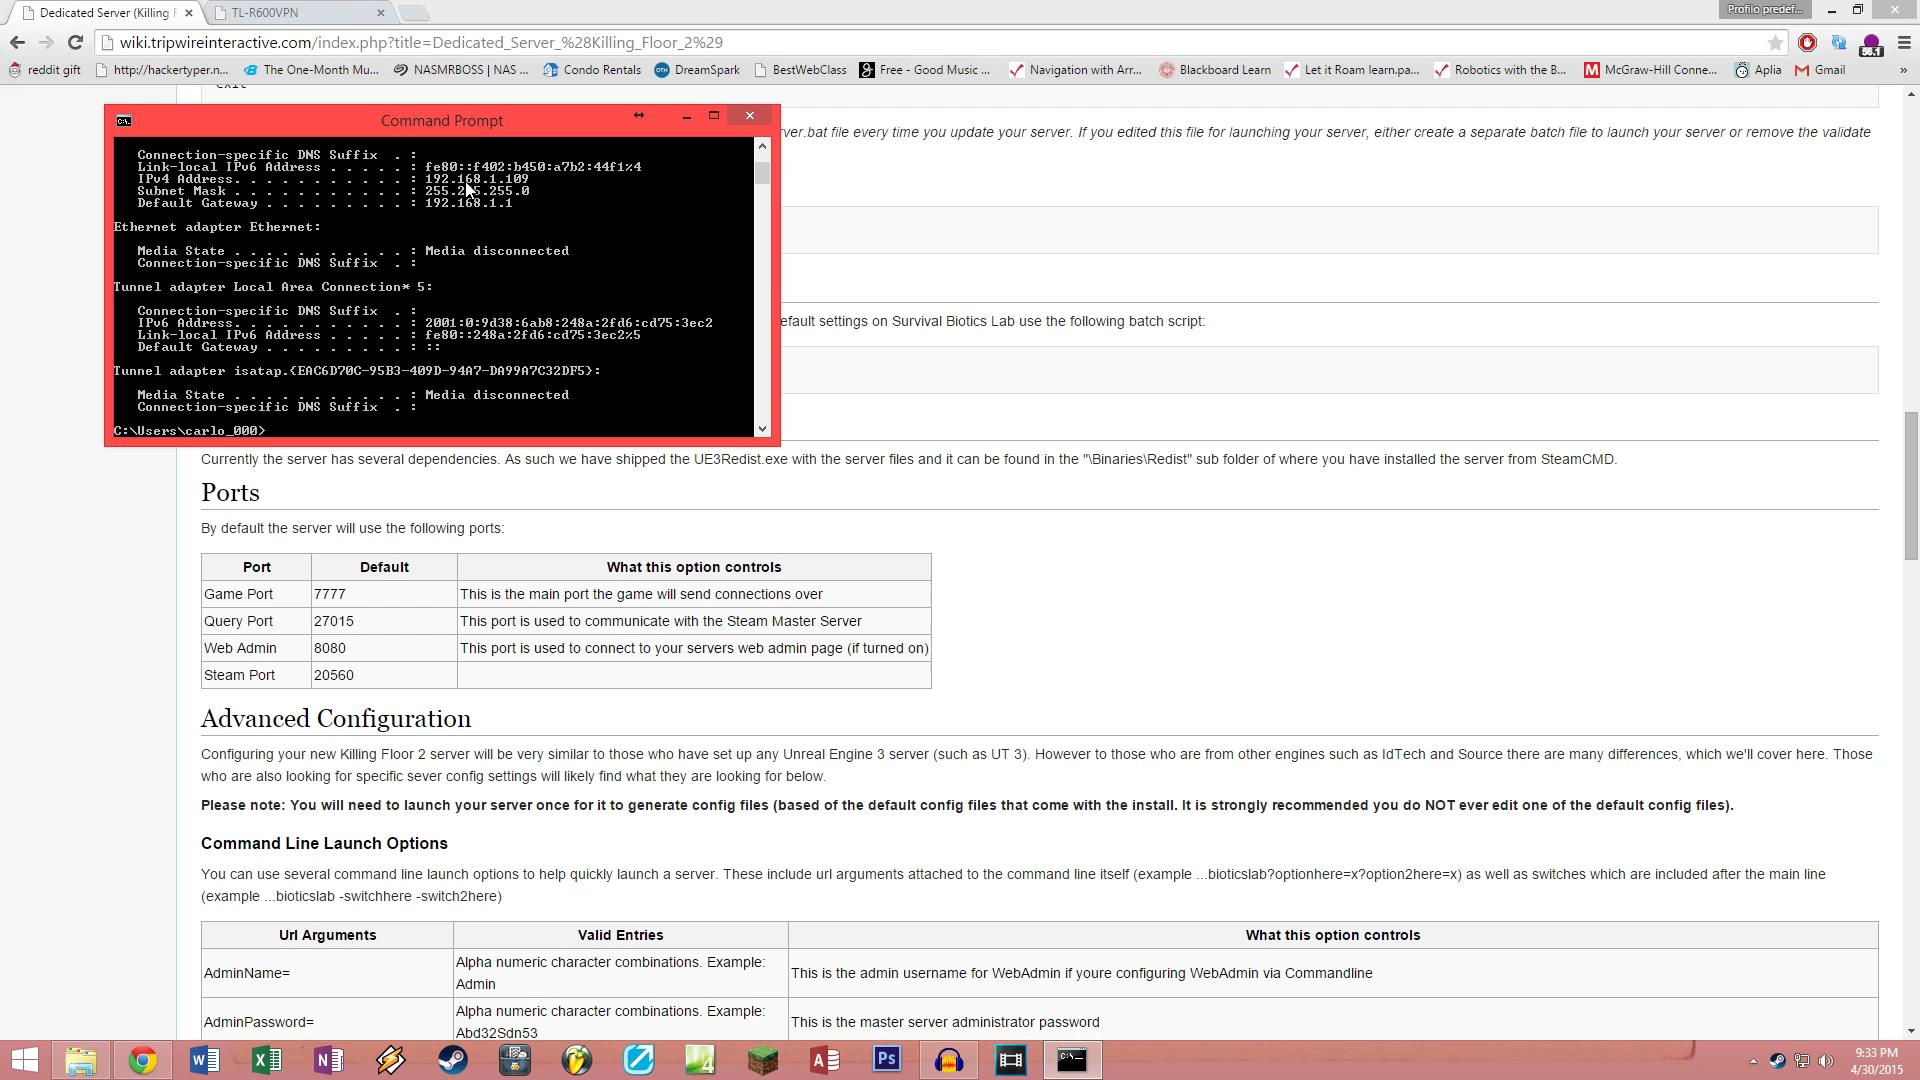 Dedicated Server (Killing F
TL-R600VPN
Profilo predef...
wiki.tripwireinteractive.com/index.php?title=Dedicated_Server_%28Killing_Floor_2%29
56.1
reddit gift
http://hackertyper.n...
The One-Month Mu...
NASMRBOSS | NAS ...
Condo Rentals
DreamSpark
BestWebClass
Free - Good Music ...
Navigation with Arr...
Blackboard Learn
Let it Roam learn.pa...
Robotics with the B...
McGraw-Hill Conne...
Aplia
Gmail
»
exit
ver.bat file every time you update your server. If you edited this file for launching your server, either create a separate batch file to launch your server or remove the validate
Command Prompt
Connection-specific DNS Suffix . :
Link-local IPv6 Address . . . . . : fe80::f402:b450:a7b2:44f1%4
IPv4 Address. . . . . . . . . . . : 192.168.1.109
Subnet Mask . . . . . . . . . . . : 255.255.255.0
Default Gateway . . . . . . . . . : 192.168.1.1
Ethernet adapter Ethernet:
Media State . . . . . . . . . . . : Media disconnected
Connection-specific DNS Suffix . :
Tunnel adapter Local Area Connection* 5:
Connection-specific DNS Suffix . :
IPv6 Address. . . . . . . . . . . : 2001:0:9d38:6ab8:248a:2fd6:cd75:3ec2
Link-local IPv6 Address . . . . . : fe80::248a:2fd6:cd75:3ec2%5
Default Gateway . . . . . . . . . : ::
Tunnel adapter isatap.{EAC6D70C-95B3-409D-94A7-DA99A7C32DF5}:
Media State . . . . . . . . . . . : Media disconnected
Connection-specific DNS Suffix . :
C:\Users\carlo_000>
efault settings on Survival Biotics Lab use the following batch script:
Currently the server has several dependencies. As such we have shipped the UE3Redist.exe with the server files and it can be found in the "\Binaries\Redist" sub folder of where you have installed the server from SteamCMD.
Ports
By default the server will use the following ports:
Port Default What this option controls
Game Port 7777 This is the main port the game will send connections over
Query Port 27015 This port is used to communicate with the Steam Master Server
Web Admin 8080 This port is used to connect to your servers web admin page (if turned on)
Steam Port 20560
Advanced Configuration
Configuring your new Killing Floor 2 server will be very similar to those who have set up any Unreal Engine 3 server (such as UT 3). However to those who are from other engines such as IdTech and Source there are many differences, which we'll cover here. Those
who are also looking for specific sever config settings will likely find what they are looking for below.
Please note: You will need to launch your server once for it to generate config files (based of the default config files that come with the install. It is strongly recommended you do NOT ever edit one of the default config files).
Command Line Launch Options
You can use several command line launch options to help quickly launch a server. These include url arguments attached to the command line itself (example ...bioticslab?optionhere=x?option2here=x) as well as switches which are included after the main line
(example ...bioticslab -switchhere -switch2here)
Url Arguments Valid Entries What this option controls
AdminName= Alpha numeric character combinations. Example: Admin This is the admin username for WebAdmin if youre configuring WebAdmin via Commandline
AdminPassword= Alpha numeric character combinations. Example: Abd32Sdn53 This is the master server administrator password
9:33 PM
4/30/2015